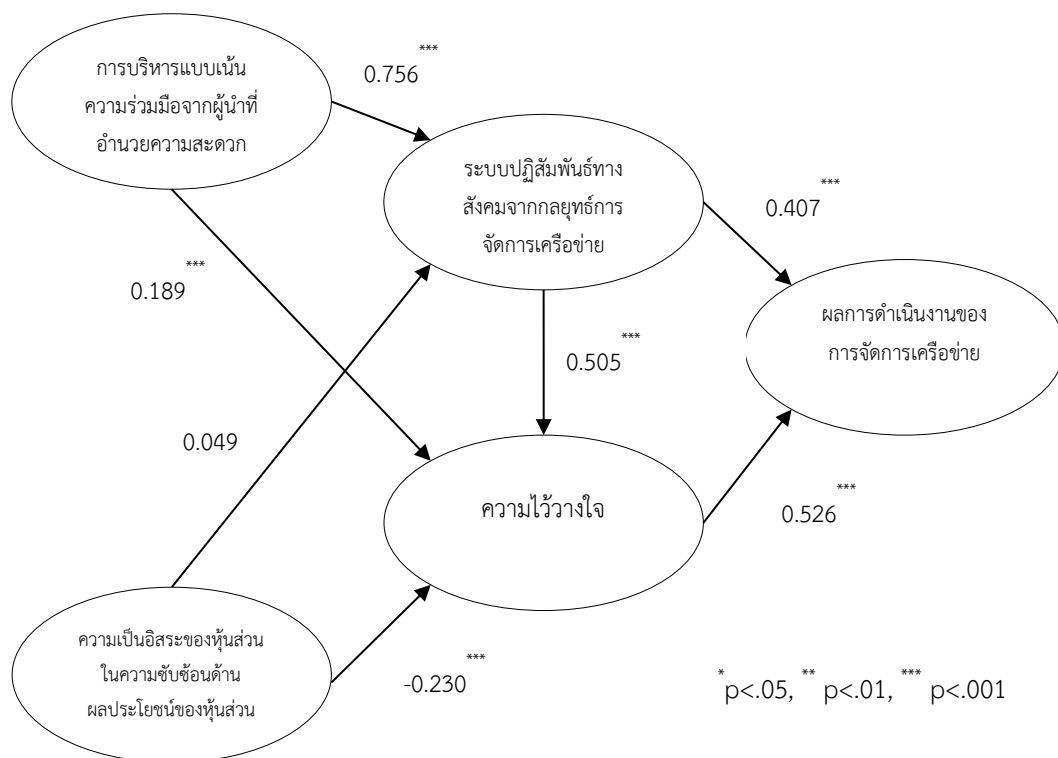 การบริหารแบบเน้น
ความร่วมมือจากผู้นำที่
อำนวยความสะดวก
0.756***
ระบบปฏิสัมพันธ์ทาง
สังคมจากกลยุทธ์การ
จัดการเครือข่าย
0.407***
0.189***
ผลการดำเนินงานของ
การจัดการเครือข่าย
0.505***
0.049
ความไว้วางใจ
0.526***
ความเป็นอิสระของหุ้นส่วน
ในความซับซ้อนด้าน
ผลประโยชน์ของหุ้นส่วน
-0.230***
*p<.05, ** p<.01, *** p<.001